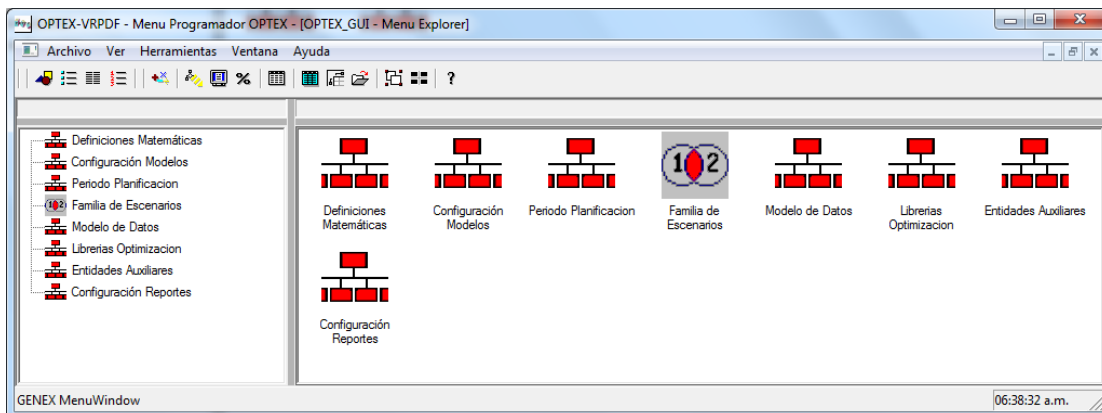 OPTEX-VRPDF - Menu Programador OPTEX - [OPTEX_GUI - Menu Explorer]
Archivo Ver Herramientas Ventana Ayuda
Definiciones Matemáticas
Configuración Modelos
Periodo Planificacion
Familia de Escenarios
Modelo de Datos
Librerias Optimizacion
Entidades Auxiliares
Configuración Reportes
1 2
Definiciones
Matemáticas
Configuración
Modelos
Periodo Planificacion
Familia de
Escenarios
Modelo de Datos
Librerias
Optimizacion
Entidades Auxiliares
Configuración
Reportes
GENEX MenuWindow
06:38:32 a.m.